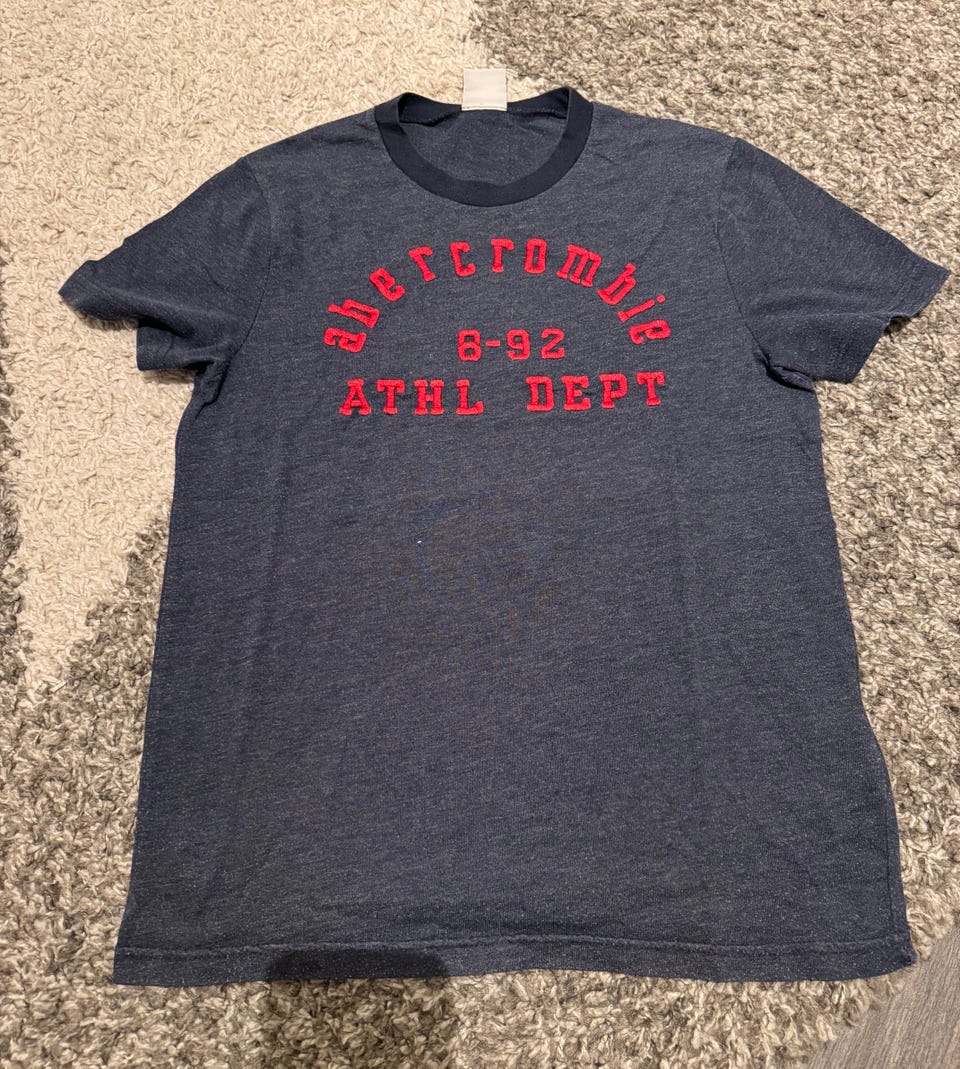 abercrombie
8-92
ATHL DEPT